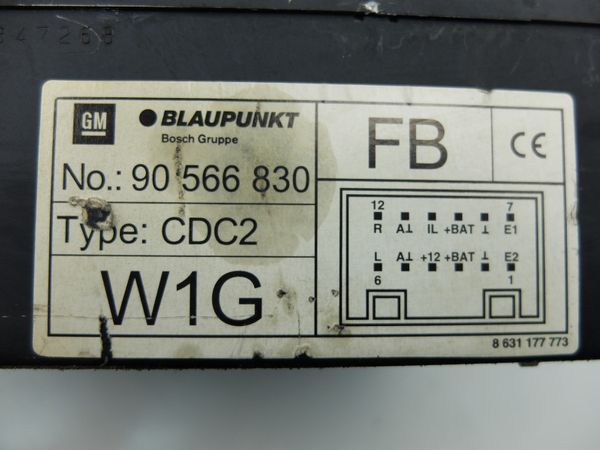 GM
BLAUPUNKT
Bosch Gruppe
FB
CE
No.: 90 566 830
Type: CDC2
W1G
12 7
R A⊥ IL +BAT ⊥ E1
L A⊥ +12 +BAT ⊥ E2
6 1
8 631 177 773